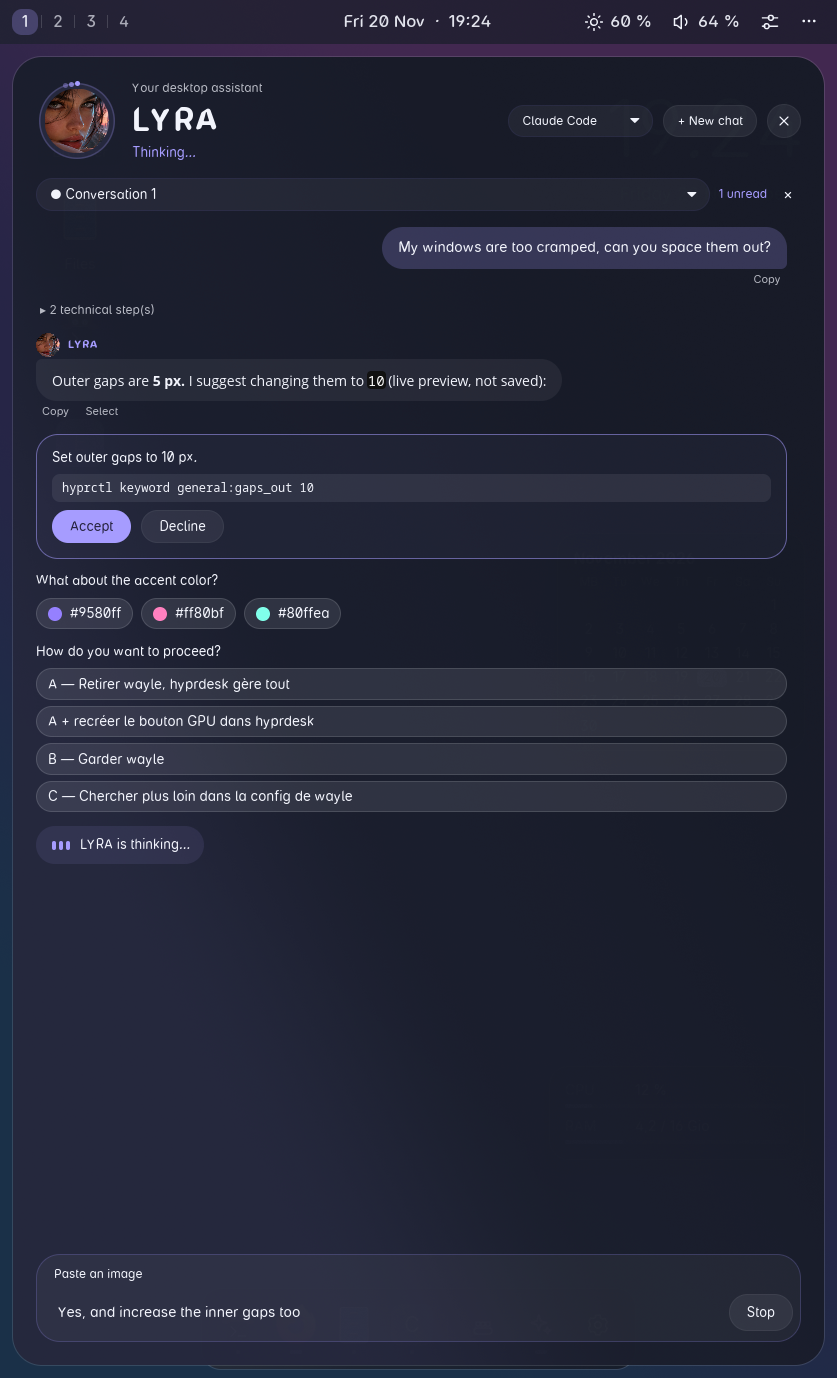 1 2 3 4 Fri 20 Nov · 19:24 60 % 64 % ···
Your desktop assistant
LYRA
Thinking...
Claude Code + New chat ×
Conversation 1 1 unread ×
My windows are too cramped, can you space them out?
Copy
▸ 2 technical step(s)
LYRA
Outer gaps are 5 px. I suggest changing them to 10 (live preview, not saved):
Copy Select
Set outer gaps to 10 px.
hyprctl keyword general:gaps_out 10
Accept Decline
What about the accent color?
#9580ff #ff80bf #80ffea
How do you want to proceed?
A — Retirer wayle, hyprdesk gère tout
A + recréer le bouton GPU dans hyprdesk
B — Garder wayle
C — Chercher plus loin dans la config de wayle
LYRA is thinking...
Paste an image
Yes, and increase the inner gaps too Stop